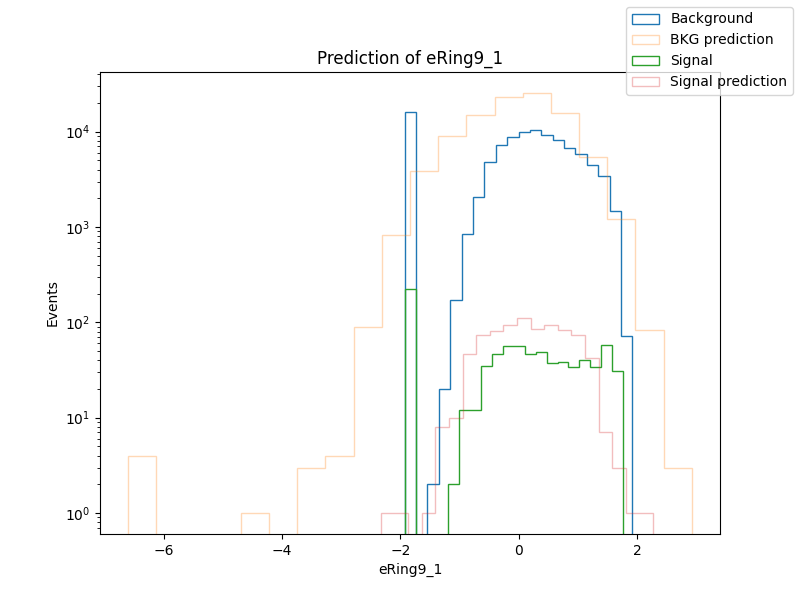 Prediction of eRing9_1
Background
BKG prediction
Signal
Signal prediction
Events
10⁴
10³
10²
10¹
10⁰
−6
−4
−2
0
2
eRing9_1